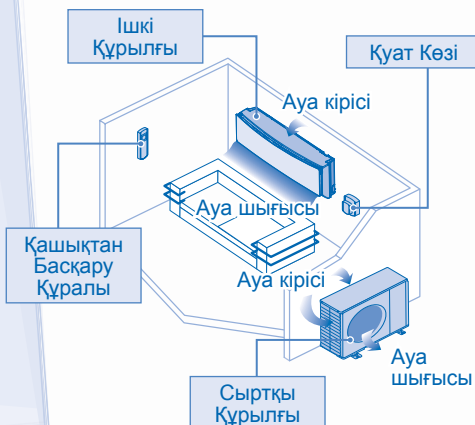 Ішкі
Құрылғы
Қуат Көзі
Ауа кірісі
Ауа шығысы
Қашықтан
Басқару
Құралы
Ауа кірісі
Ауа
шығысы
Сыртқы
Құрылғы